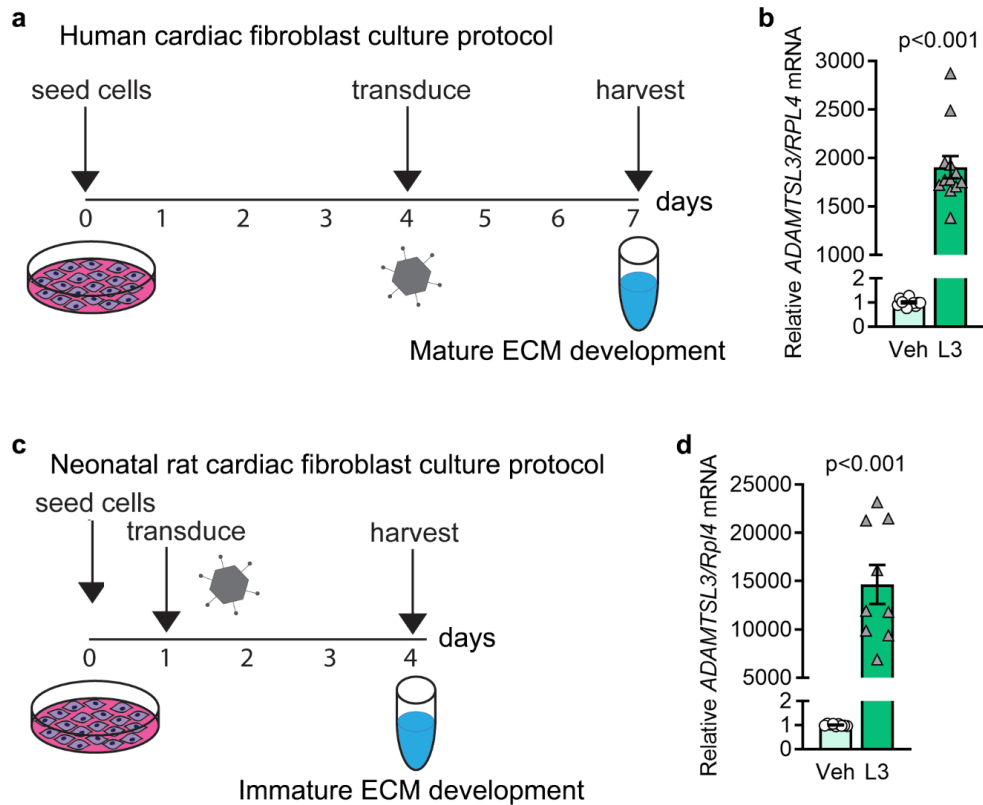 a
Human cardiac fibroblast culture protocol
seed cells
transduce
harvest
0 1 2 3 4 5 6 7 days
Mature ECM development
b
p<0.001
Relative ADAMTSL3/RPL4 mRNA
3000
2000
1500
1000
2
1
0
Veh L3
c
Neonatal rat cardiac fibroblast culture protocol
seed cells
transduce
harvest
0 1 2 3 4 days
Immature ECM development
d
p<0.001
Relative ADAMTSL3/Rpl4 mRNA
25000
20000
15000
10000
5000
2
1
0
Veh L3